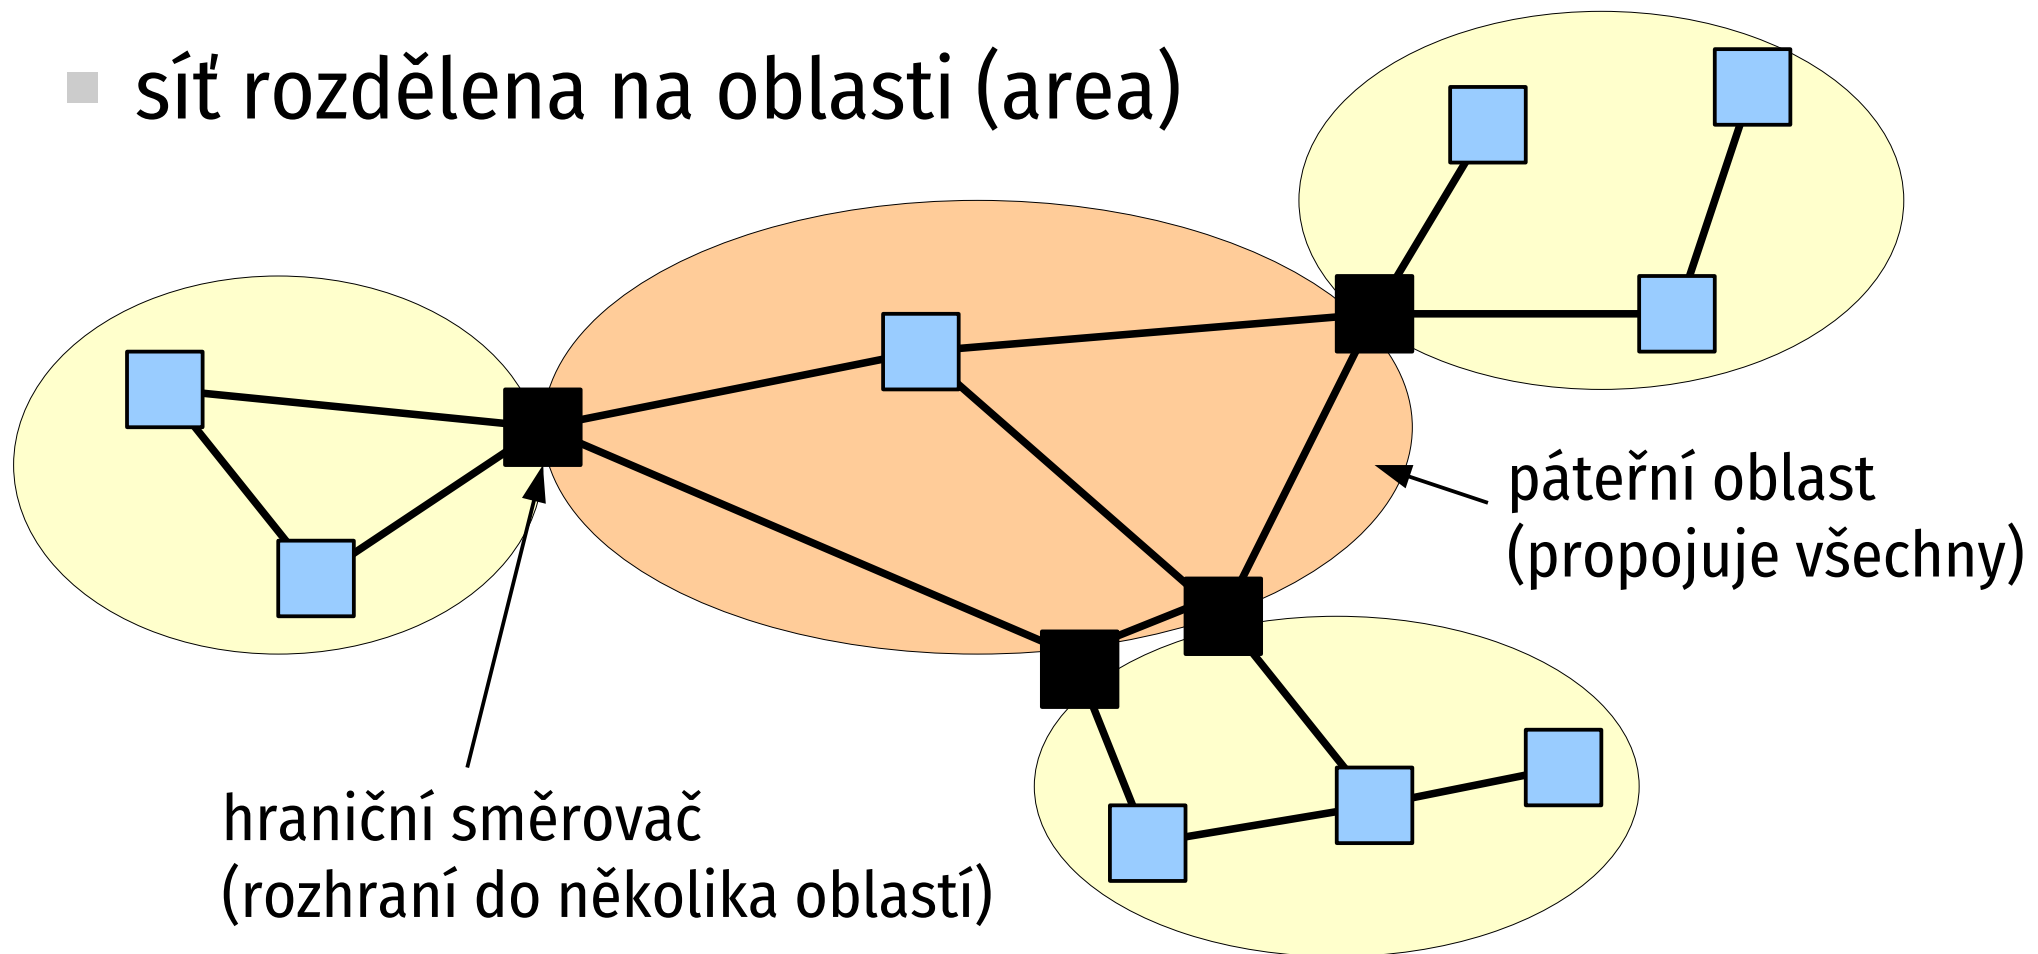 síť rozdělena na oblasti (area)
páteřní oblast
(propojuje všechny)
hraniční směrovač
(rozhraní do několika oblastí)